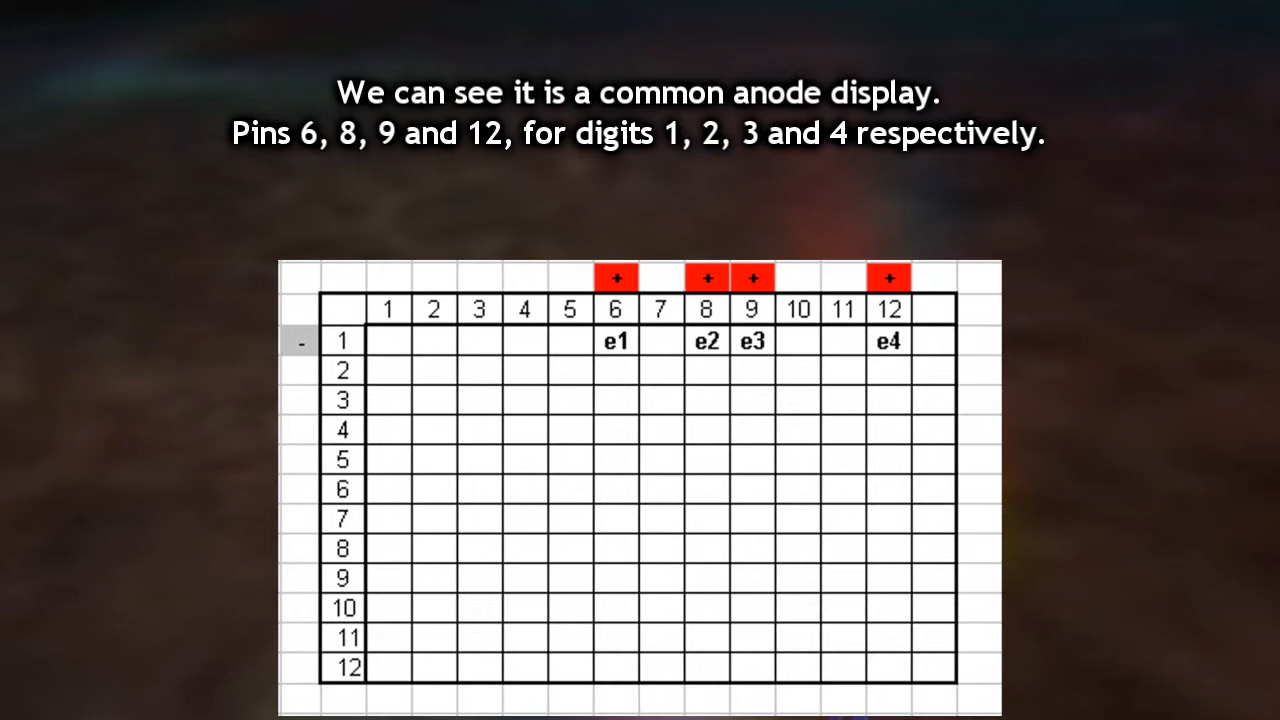 We can see it is a common anode display.
Pins 6, 8, 9 and 12, for digits 1, 2, 3 and 4 respectively.
+ + + +
1 2 3 4 5 6 7 8 9 10 11 12
- 1 e1 e2 e3 e4
2
3
4
5
6
7
8
9
10
11
12